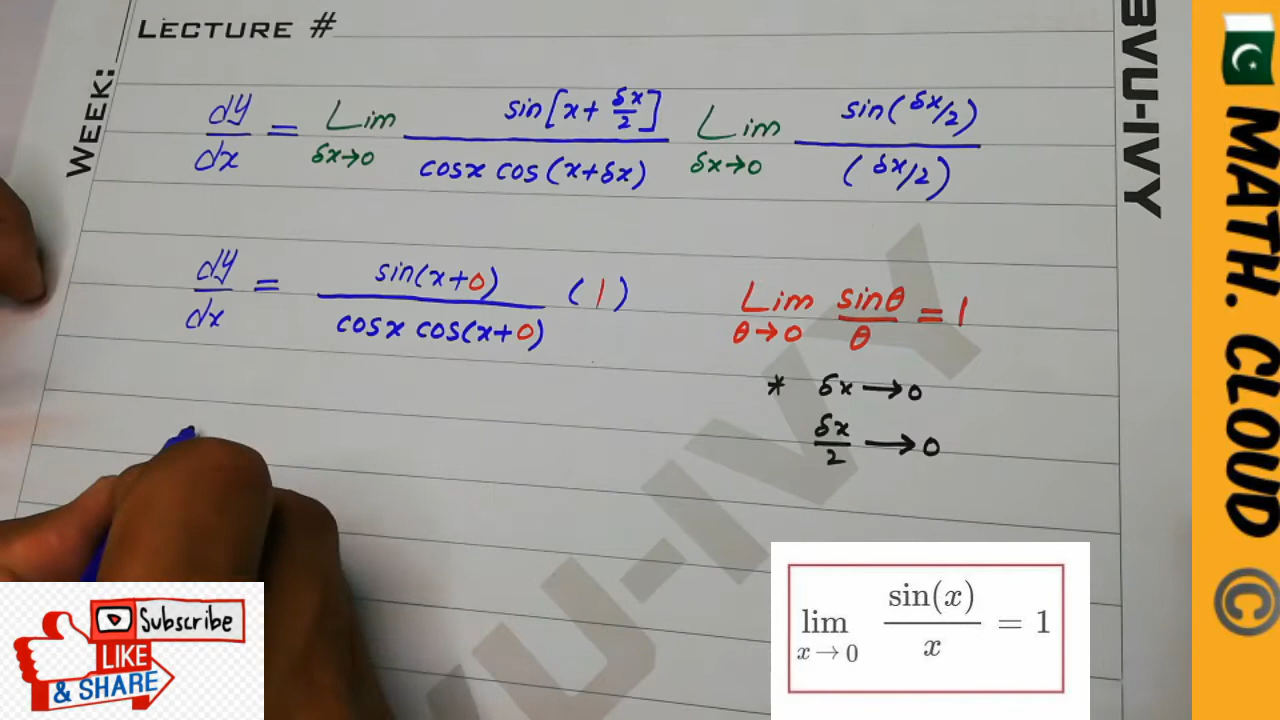 LECTURE #
WEEK:
BVU-IVY
dy/dx = Lim δx→0 sin[x + δx/2] / cosx cos(x+δx) Lim δx→0 sin(δx/2) / (δx/2)
dy/dx = sin(x+0) / cosx cos(x+0) (1)
Lim θ→0 sinθ/θ = 1
* δx → 0
δx/2 → 0
VU-IVY
lim x→0 sin(x)/x = 1
Subscribe
LIKE
& SHARE
MATH. CLOUD ©